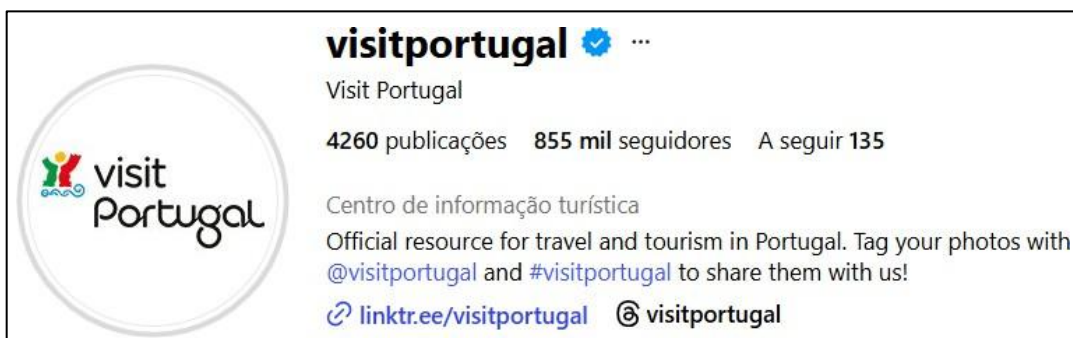 visitportugal
Visit Portugal
4260 publicações 855 mil seguidores A seguir 135
visit
Portugal
Centro de informação turística
Official resource for travel and tourism in Portugal. Tag your photos with
@visitportugal and #visitportugal to share them with us!
linktr.ee/visitportugal visitportugal